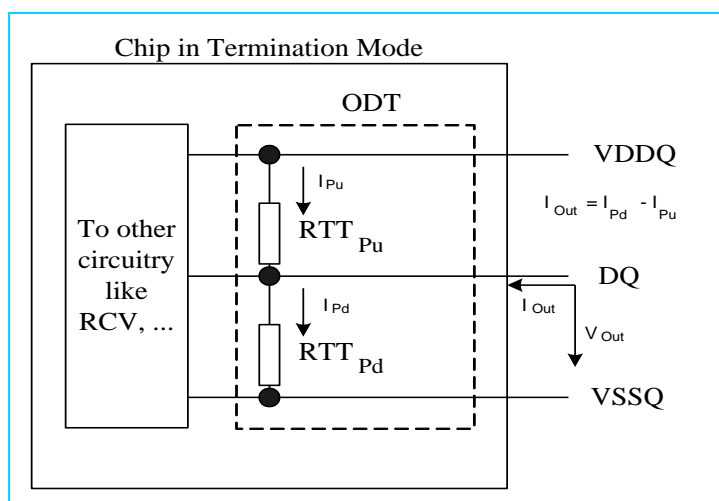 Chip in Termination Mode
ODT
VDDQ
I Pu
I Out = I Pd - I Pu
RTT Pu
To other
circuitry
like
RCV, ...
DQ
I Pd
I Out
V Out
RTT Pd
VSSQ